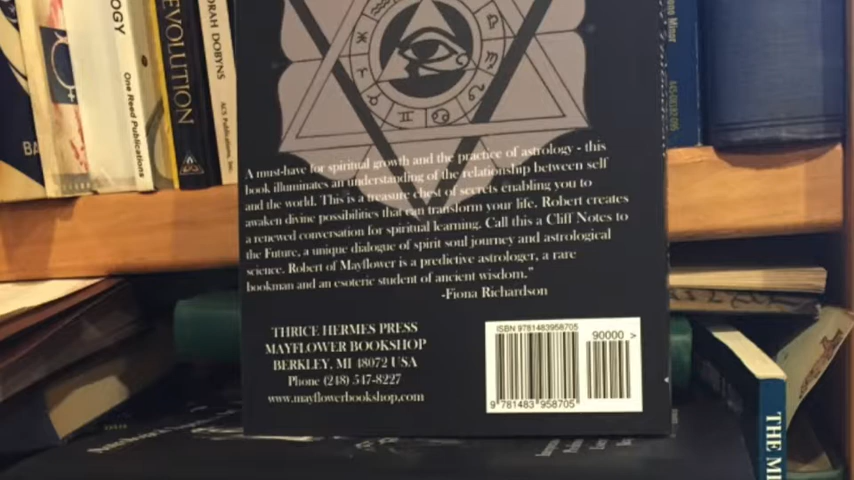 OGY
One Reed Publications
EVOLUTION
RAH DOBYNS
ACS Publications, Inc.
A must-have for spiritual growth and the practice of astrology - this
book illuminates an understanding of the relationship between self
and the world. This is a treasure chest of secrets enabling you to
awaken divine possibilities that can transform your life. Robert creates
a renewed conversation for spiritual learning. Call this a Cliff Notes to
the Future, a unique dialogue of spirit soul journey and astrological
science. Robert of Mayflower is a predictive astrologer, a rare
bookman and an esoteric student of ancient wisdom."
-Fiona Richardson
THRICE HERMES PRESS
MAYFLOWER BOOKSHOP
BERKLEY, MI 48072 USA
Phone (248) 547-8227
www.mayflowerbookshop.com
ISBN 9781483958705
90000 >
9 781483 958705
THE